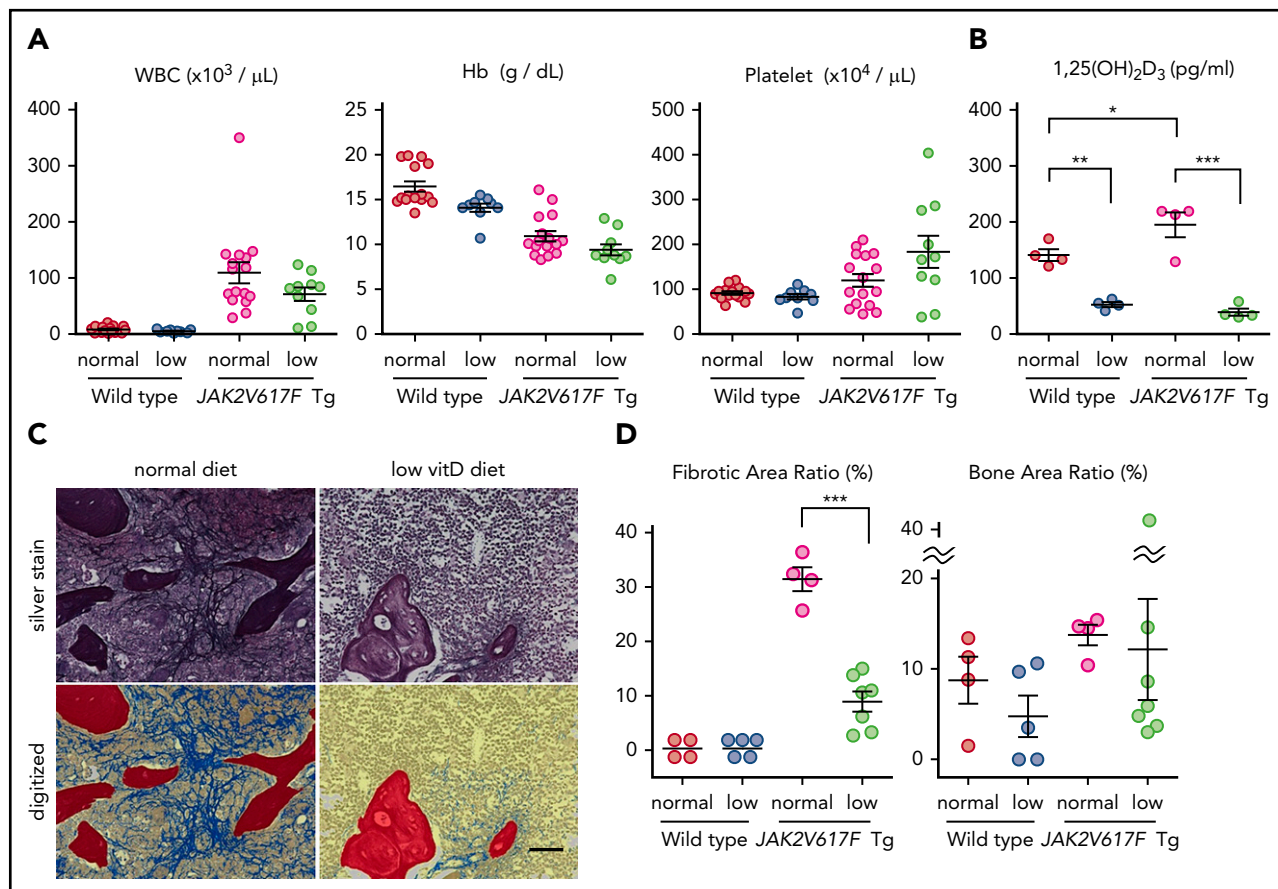 A
WBC (x10³ / μL)
400
300
200
100
0
normal low normal low
Wild type JAK2V617F Tg
Hb (g / dL)
25
20
15
10
5
0
normal low normal low
Wild type JAK2V617F Tg
Platelet (x10⁴ / μL)
500
400
300
200
100
0
normal low normal low
Wild type JAK2V617F Tg
B
1,25(OH)₂D₃ (pg/ml)
400
300
200
100
0
*
** ***
normal low normal low
Wild type JAK2V617F Tg
C
normal diet low vitD diet
silver stain
digitized
D
Fibrotic Area Ratio (%)
***
40
30
20
10
0
normal low normal low
Wild type JAK2V617F Tg
Bone Area Ratio (%)
40
20
10
0
normal low normal low
Wild type JAK2V617F Tg